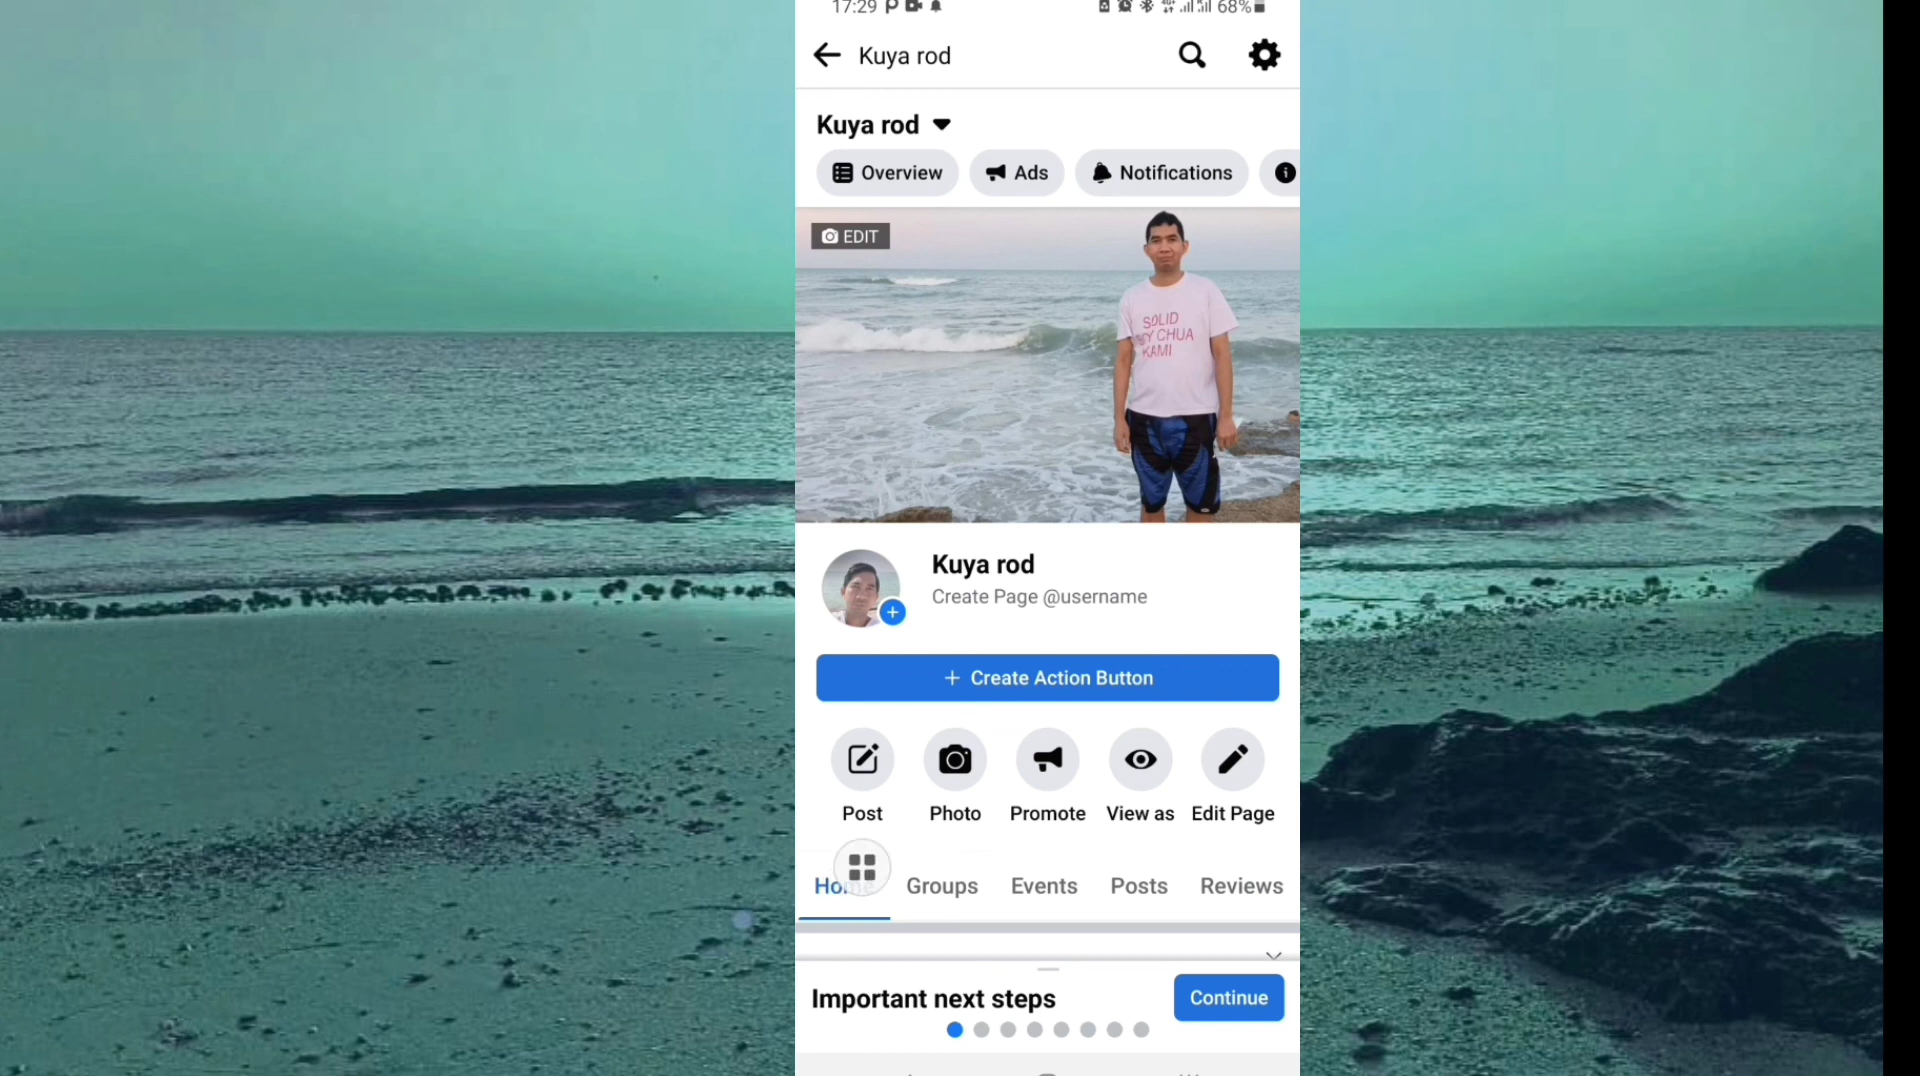 17:29 68%
Kuya rod
Kuya rod
Overview Ads Notifications
EDIT
SOLID
CHUA
KAMI
Kuya rod
Create Page @username
+ Create Action Button
Post Photo Promote View as Edit Page
Home Groups Events Posts Reviews
Important next steps Continue